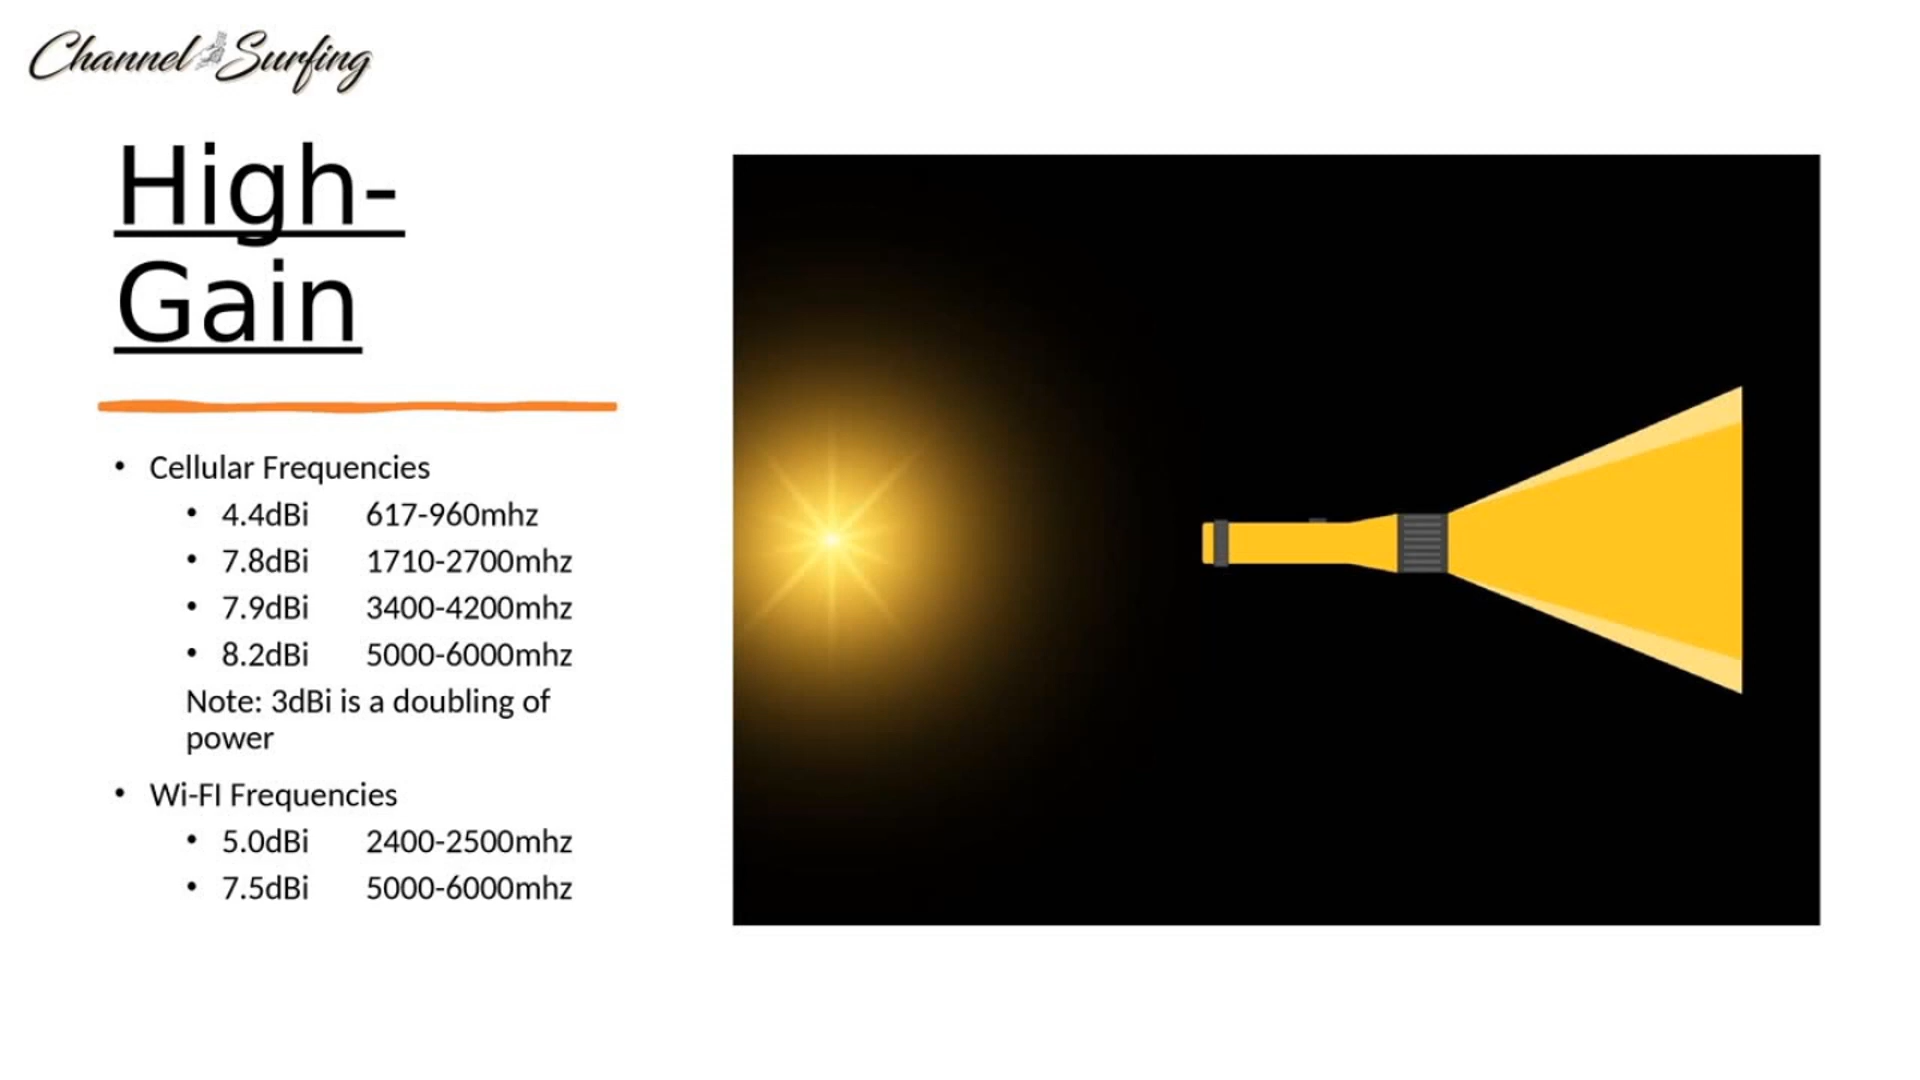 Channel Surfing
High-
Gain
• Cellular Frequencies
• 4.4dBi 617-960mhz
• 7.8dBi 1710-2700mhz
• 7.9dBi 3400-4200mhz
• 8.2dBi 5000-6000mhz
Note: 3dBi is a doubling of
power
• Wi-FI Frequencies
• 5.0dBi 2400-2500mhz
• 7.5dBi 5000-6000mhz